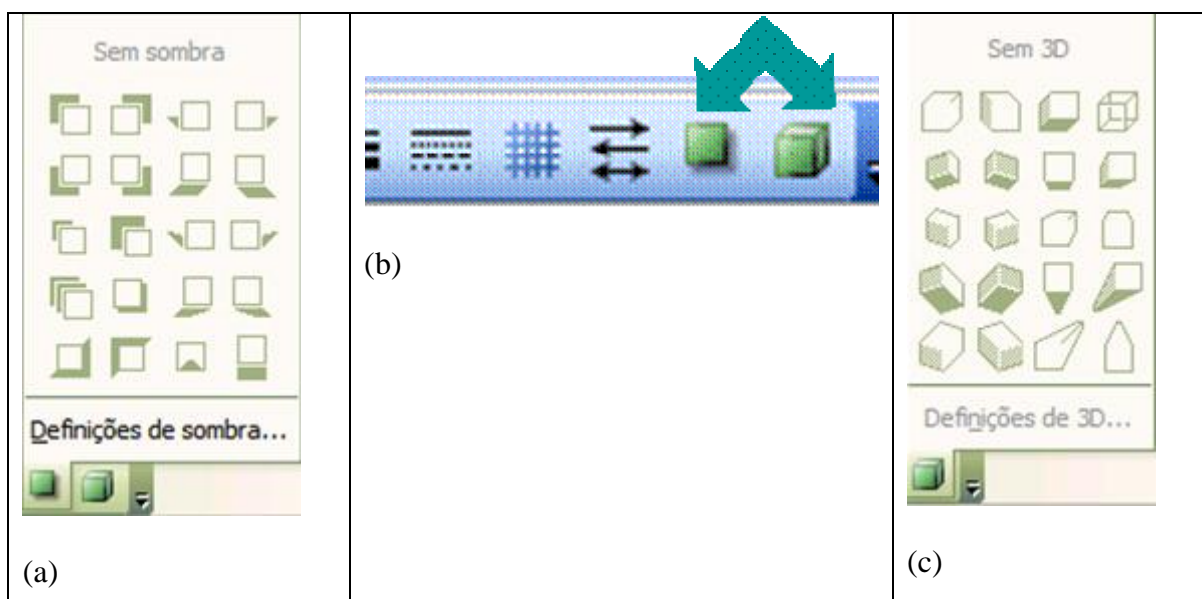 Sem sombra
Definições de sombra...
(a)
(b)
Sem 3D
Definições de 3D...
(c)